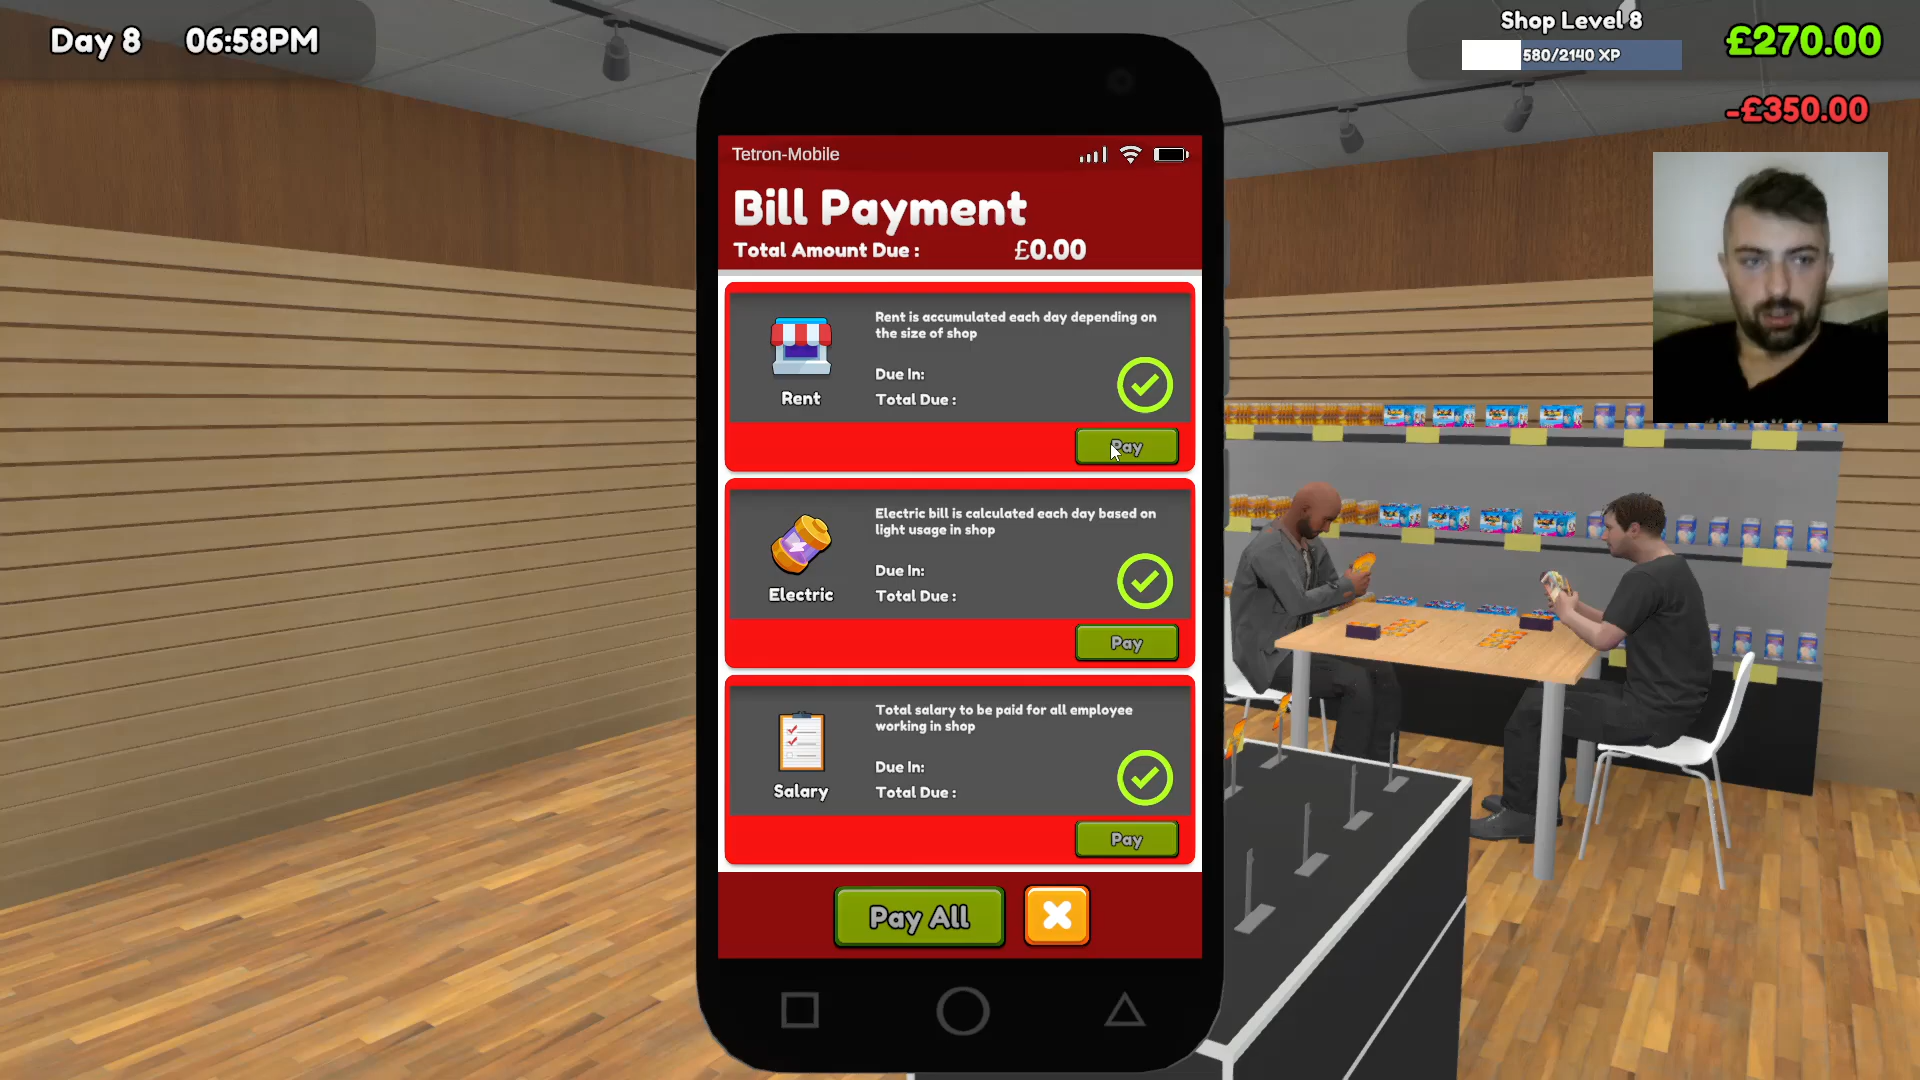 Day 8 06:58PM
Shop Level 8
580/2140 XP
£270.00
-£350.00
Tetron-Mobile
Bill Payment
Total Amount Due : £0.00
Rent is accumulated each day depending on
the size of shop
Due In:
Total Due :
Rent
Pay
Electric bill is calculated each day based on
light usage in shop
Due In:
Total Due :
Electric
Pay
Total salary to be paid for all employee
working in shop
Due In:
Total Due :
Salary
Pay
Pay All